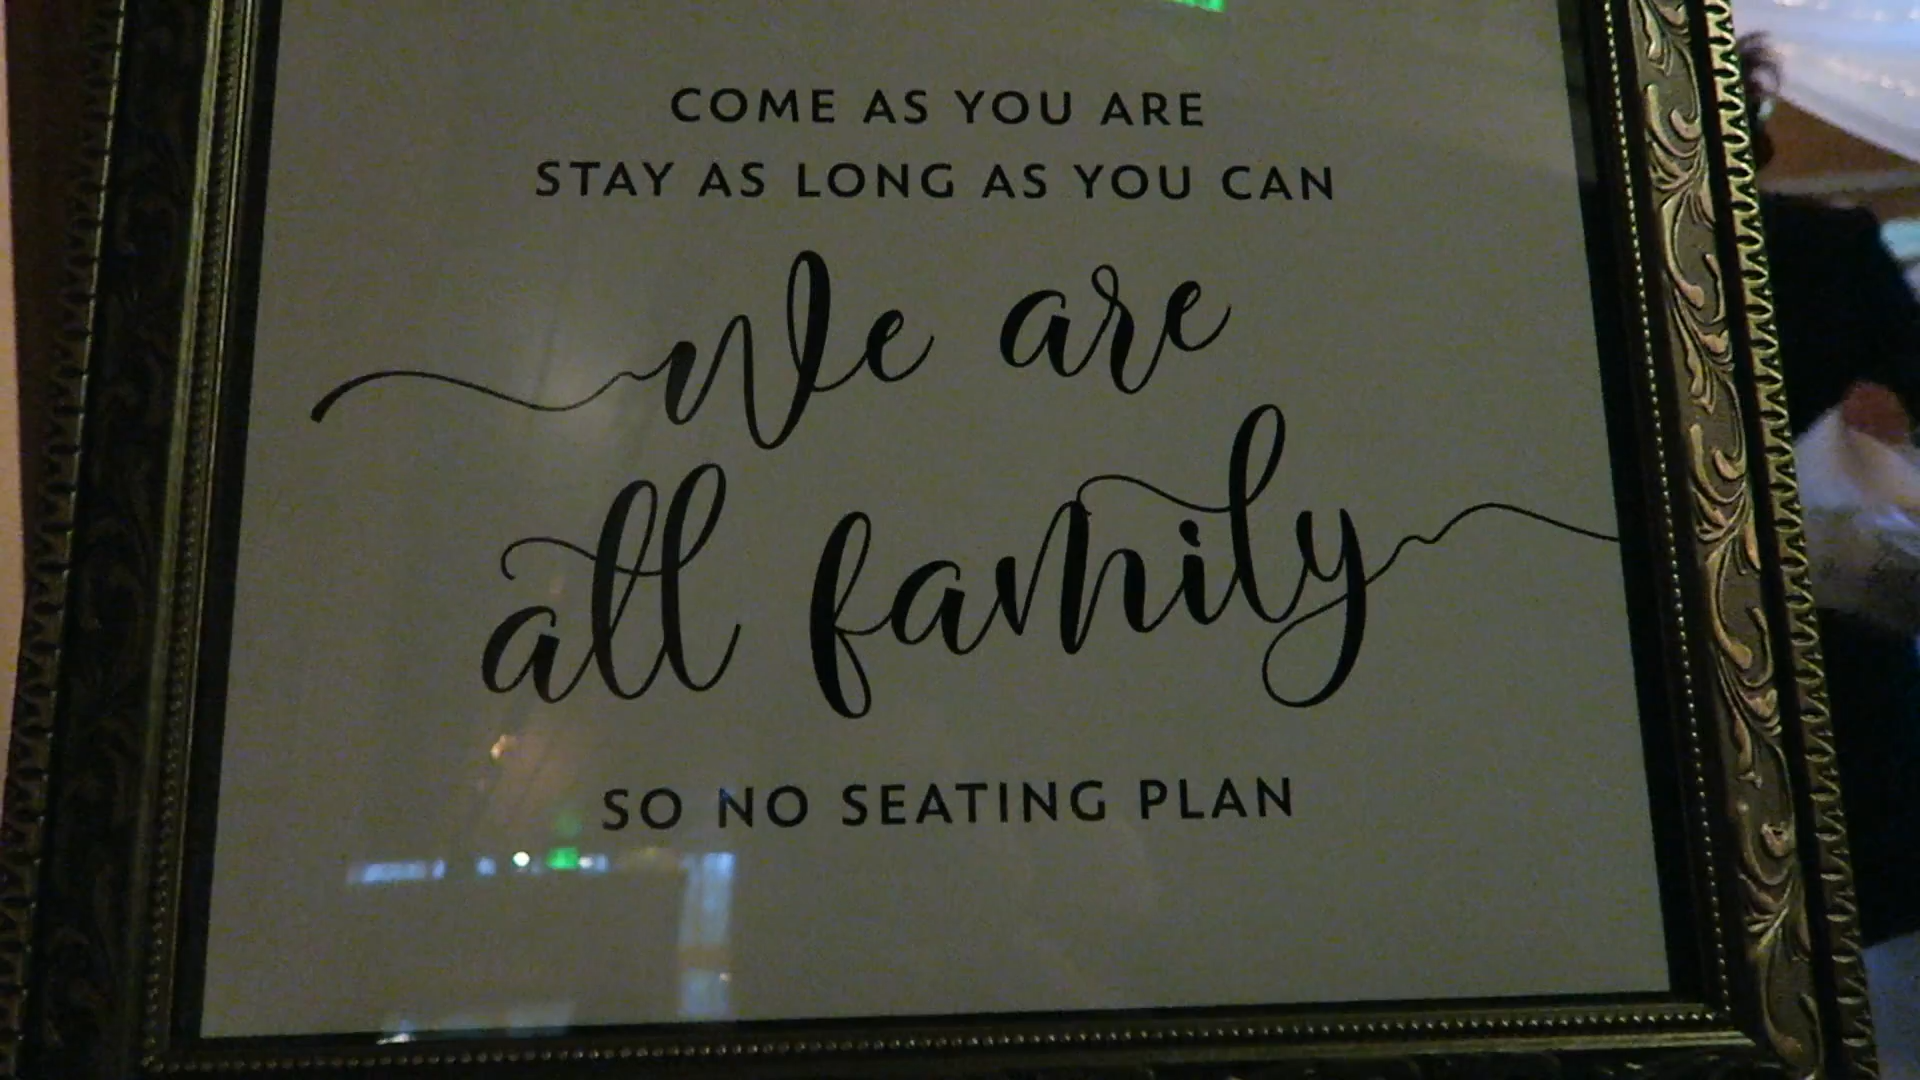 COME AS YOU ARE
STAY AS LONG AS YOU CAN
We are
all family
SO NO SEATING PLAN